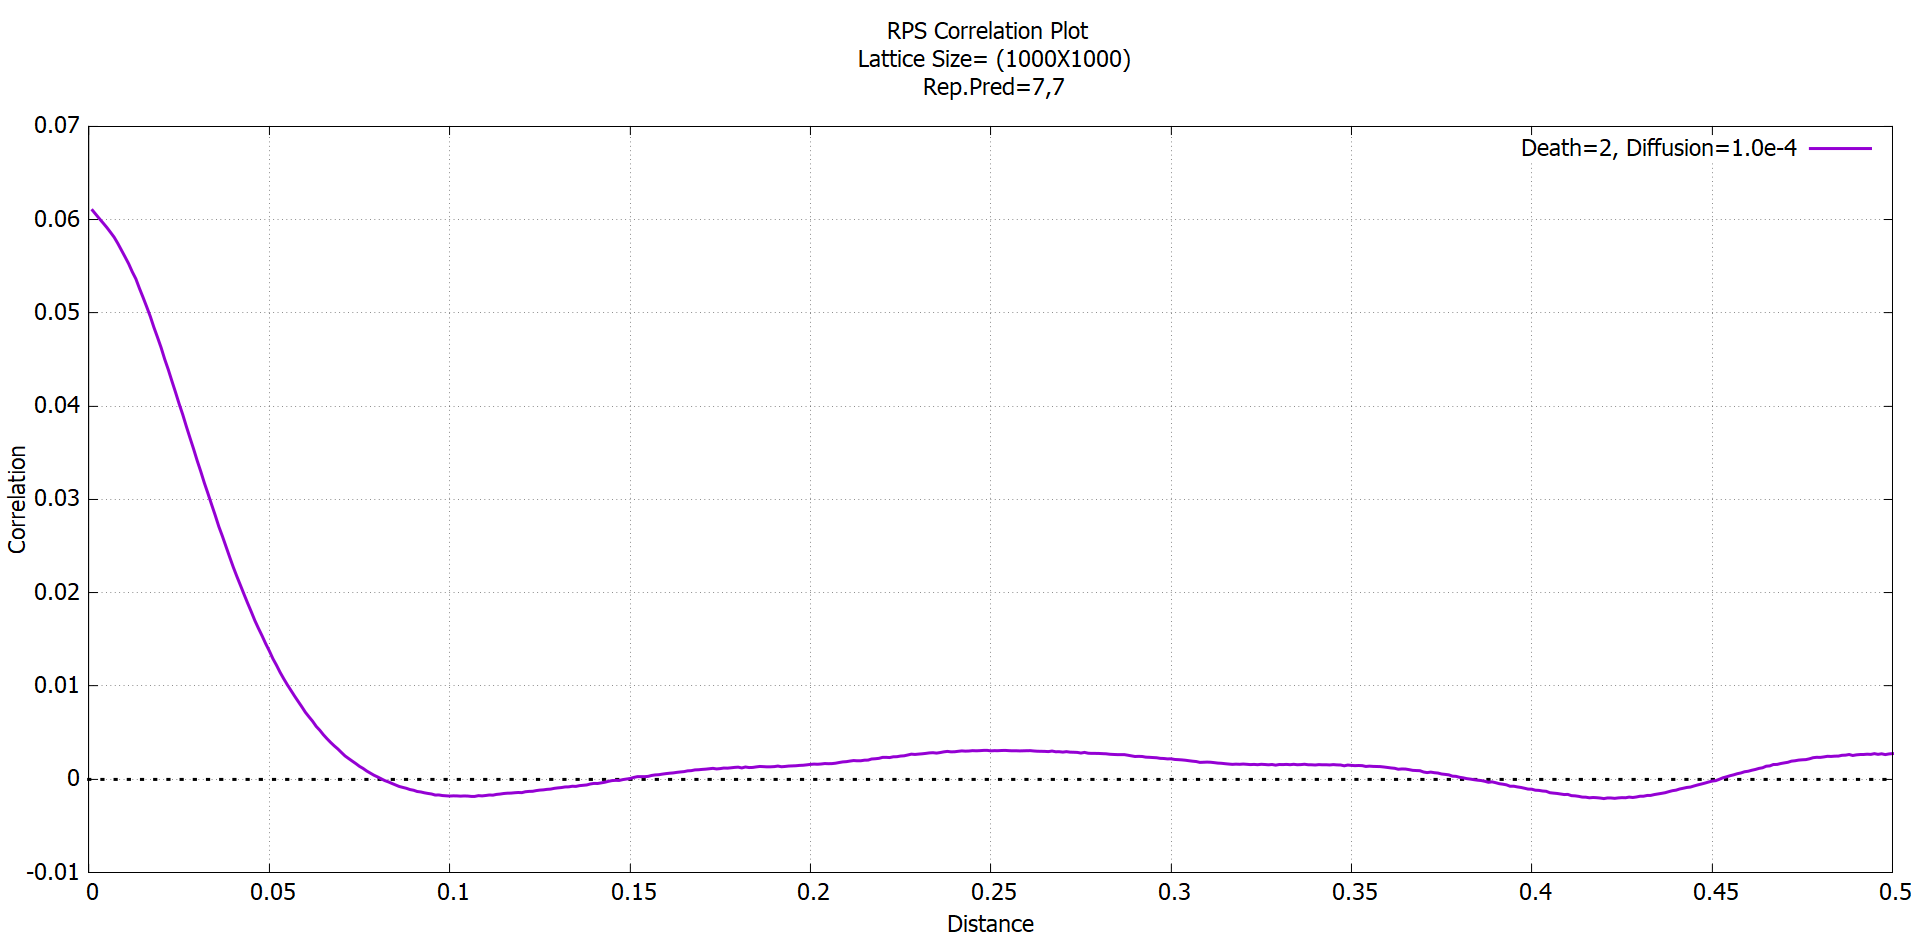 RPS Correlation Plot
Lattice Size= (1000X1000)
Rep.Pred=7,7
Death=2, Diffusion=1.0e-4
0.07
0.06
0.05
0.04
0.03
0.02
0.01
0
-0.01
Correlation
0 0.05 0.1 0.15 0.2 0.25 0.3 0.35 0.4 0.45 0.5
Distance